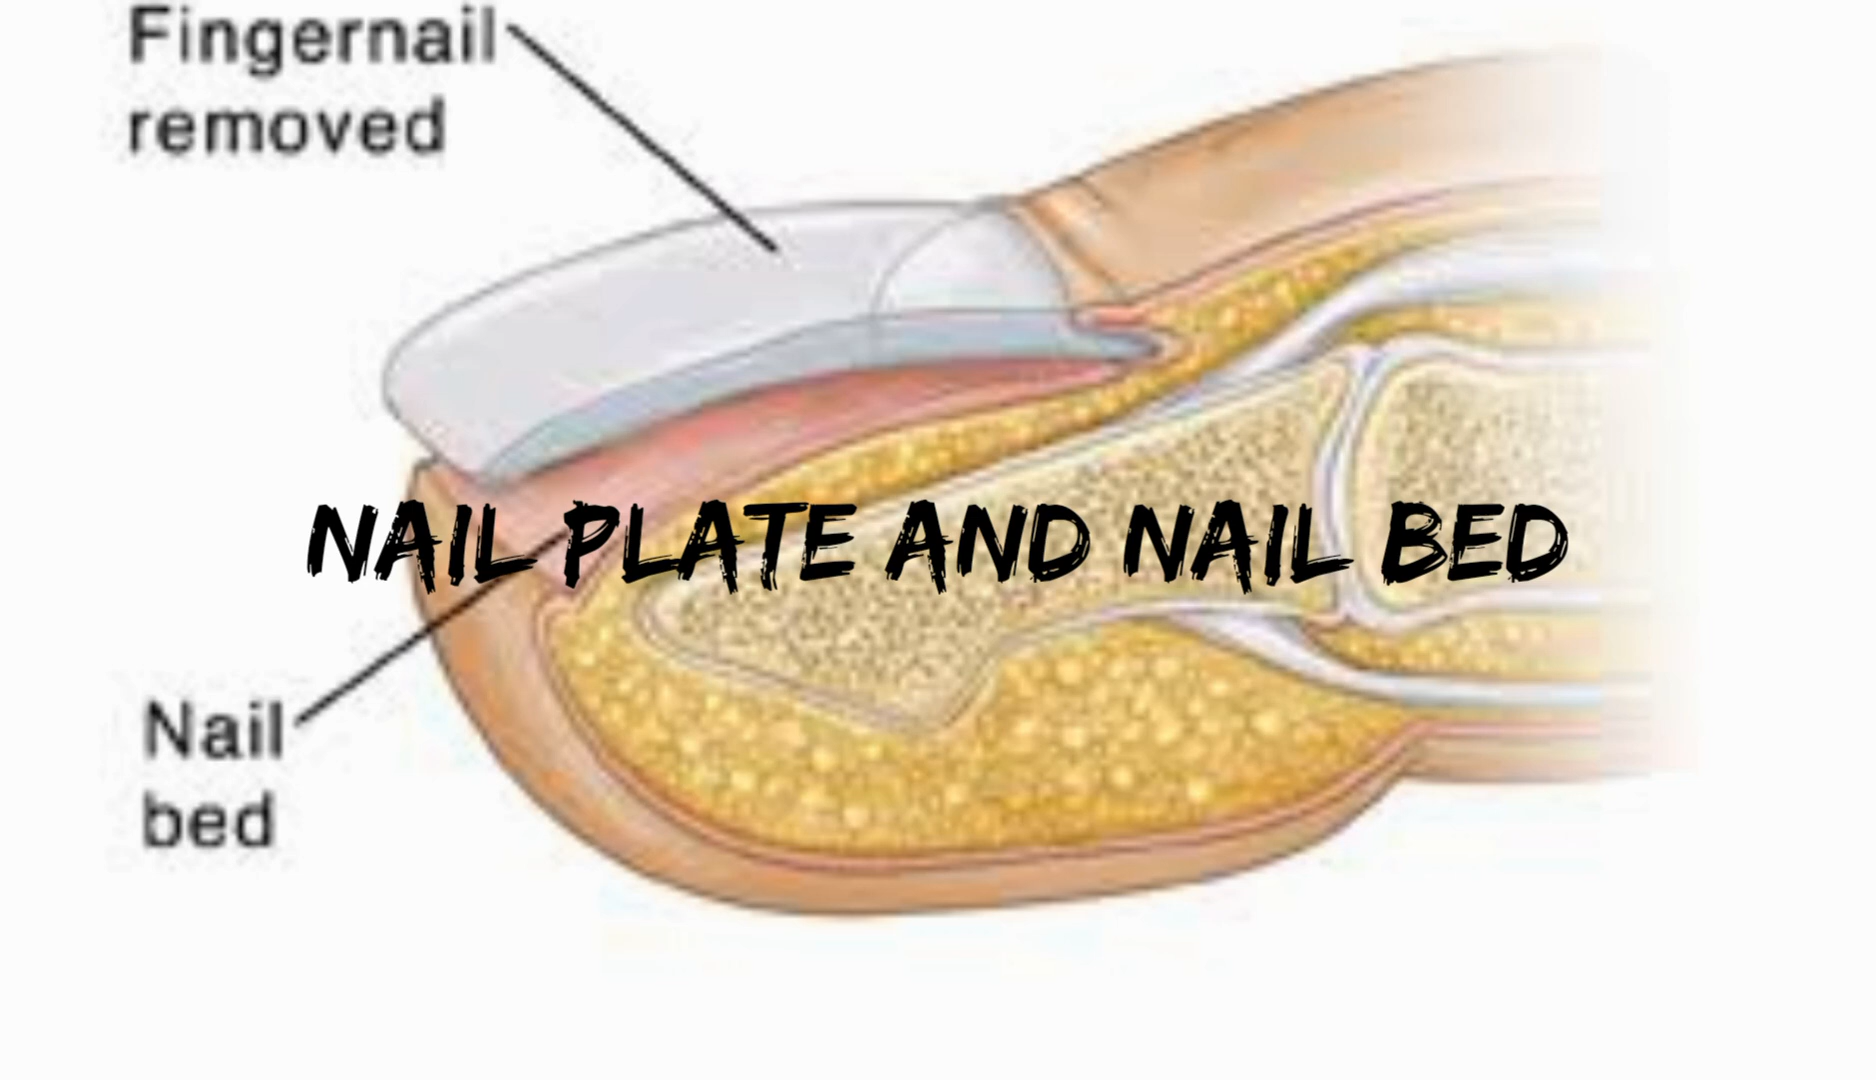 Fingernail
removed
NAIL PLATE AND NAIL BED
Nail
bed